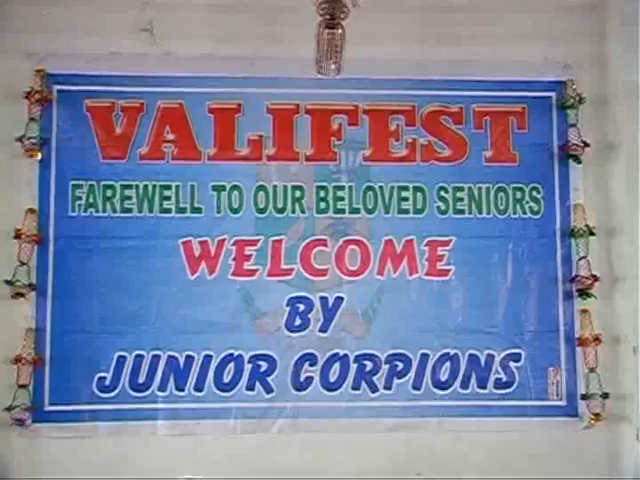 VALIFEST
FAREWELL TO OUR BELOVED SENIORS
WELCOME
BY
JUNIOR CORPIONS